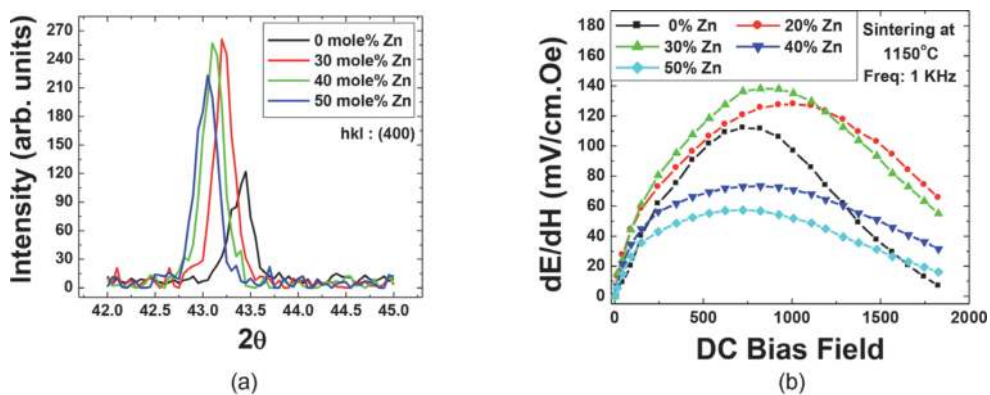 Intensity (arb. units)
270
240
210
180
150
120
90
60
30
0
0 mole% Zn
30 mole% Zn
40 mole% Zn
50 mole% Zn
hkl : (400)
42.0 42.5 43.0 43.5 44.0 44.5 45.0
2θ
(a)
dE/dH (mV/cm.Oe)
180
160
140
120
100
80
60
40
20
0
0% Zn 20% Zn
30% Zn 40% Zn
50% Zn
Sintering at
1150°C
Freq: 1 KHz
0 500 1000 1500 2000
DC Bias Field
(b)